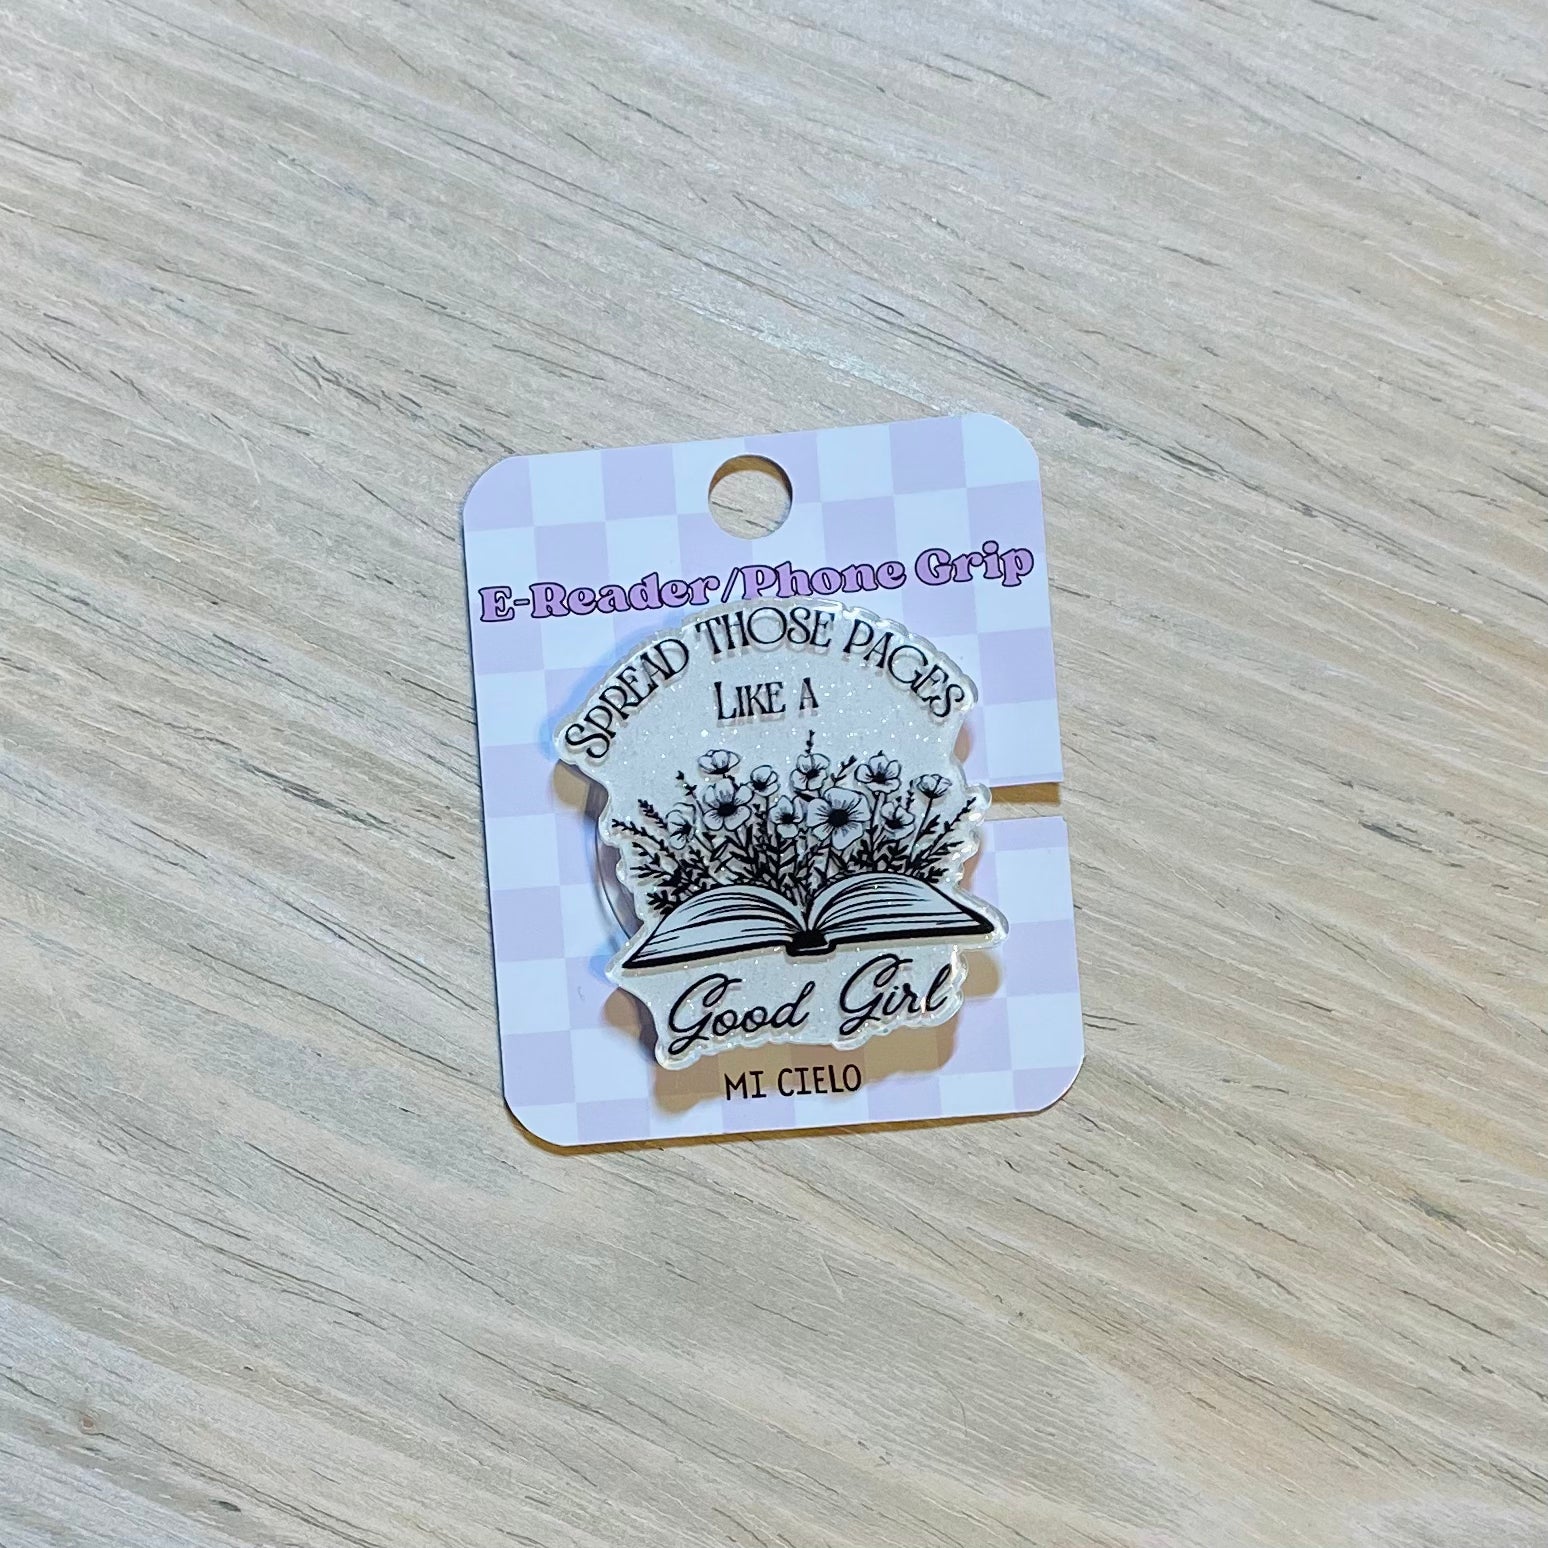 E-Reader/Phone Grip
SPREAD THOSE PAGES
LIKE A
Good Girl
MI CIELO